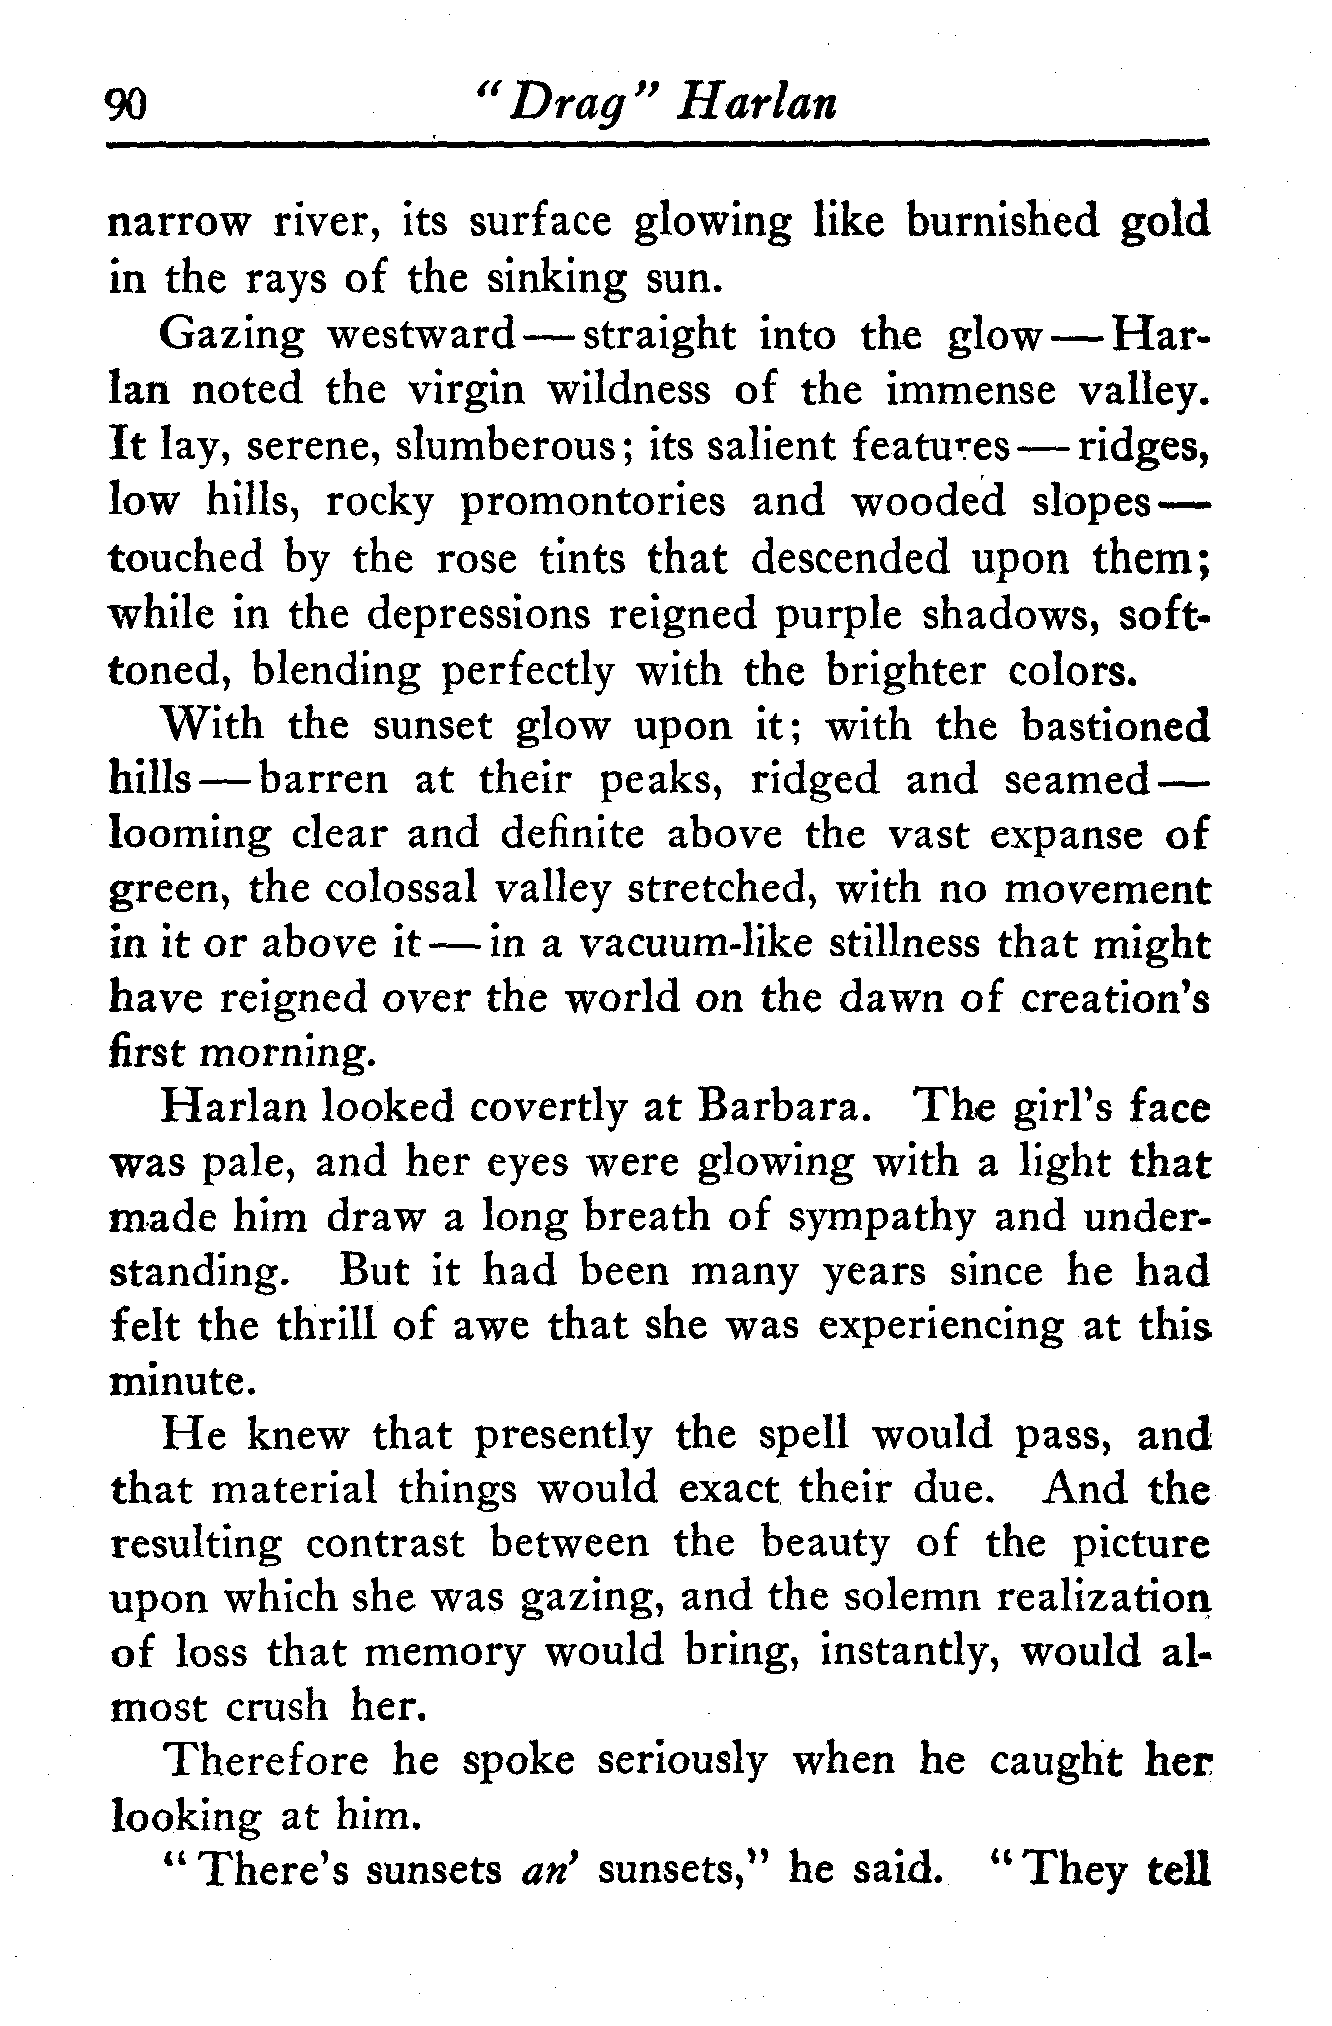 90 "Drag" Harlan
narrow river, its surface glowing like burnished gold
in the rays of the sinking sun.
Gazing westward—straight into the glow—Har-
lan noted the virgin wildness of the immense valley.
It lay, serene, slumberous; its salient features—ridges,
low hills, rocky promontories and wooded slopes—
touched by the rose tints that descended upon them;
while in the depressions reigned purple shadows, soft-
toned, blending perfectly with the brighter colors.
With the sunset glow upon it; with the bastioned
hills—barren at their peaks, ridged and seamed—
looming clear and definite above the vast expanse of
green, the colossal valley stretched, with no movement
in it or above it—in a vacuum-like stillness that might
have reigned over the world on the dawn of creation's
first morning.
Harlan looked covertly at Barbara. The girl's face
was pale, and her eyes were glowing with a light that
made him draw a long breath of sympathy and under-
standing. But it had been many years since he had
felt the thrill of awe that she was experiencing at this
minute.
He knew that presently the spell would pass, and
that material things would exact their due. And the
resulting contrast between the beauty of the picture
upon which she was gazing, and the solemn realization
of loss that memory would bring, instantly, would al-
most crush her.
Therefore he spoke seriously when he caught her
looking at him.
"There's sunsets an' sunsets," he said. "They tell